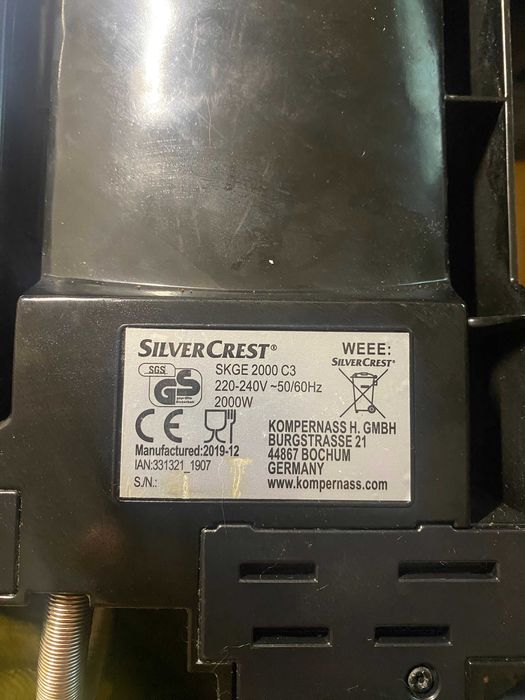 SILVERCREST®
SKGE 2000 C3
220-240V ~50/60Hz
2000W
SGS
GS
CE
Manufactured:2019-12
IAN:331321_1907
S./N.:
WEEE:
SILVERCREST®
KOMPERNASS H. GMBH
BURGSTRASSE 21
44867 BOCHUM
GERMANY
www.kompernass.com